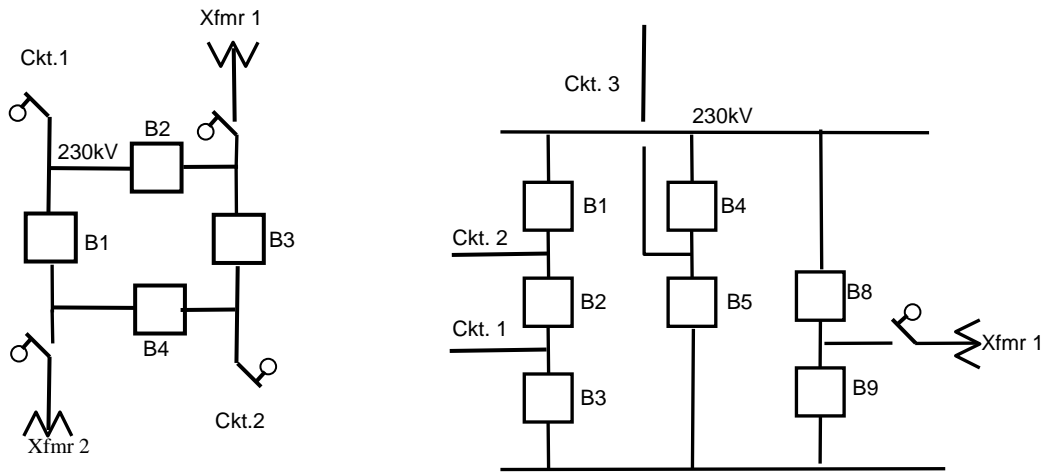 Xfmr 1
Ckt.1
B2
230kV
B1
B3
B4
Ckt.2
Xfmr 2
Ckt. 3
230kV
B1
B4
Ckt. 2
B2
B5
B8
Ckt. 1
Xfmr 1
B3
B9